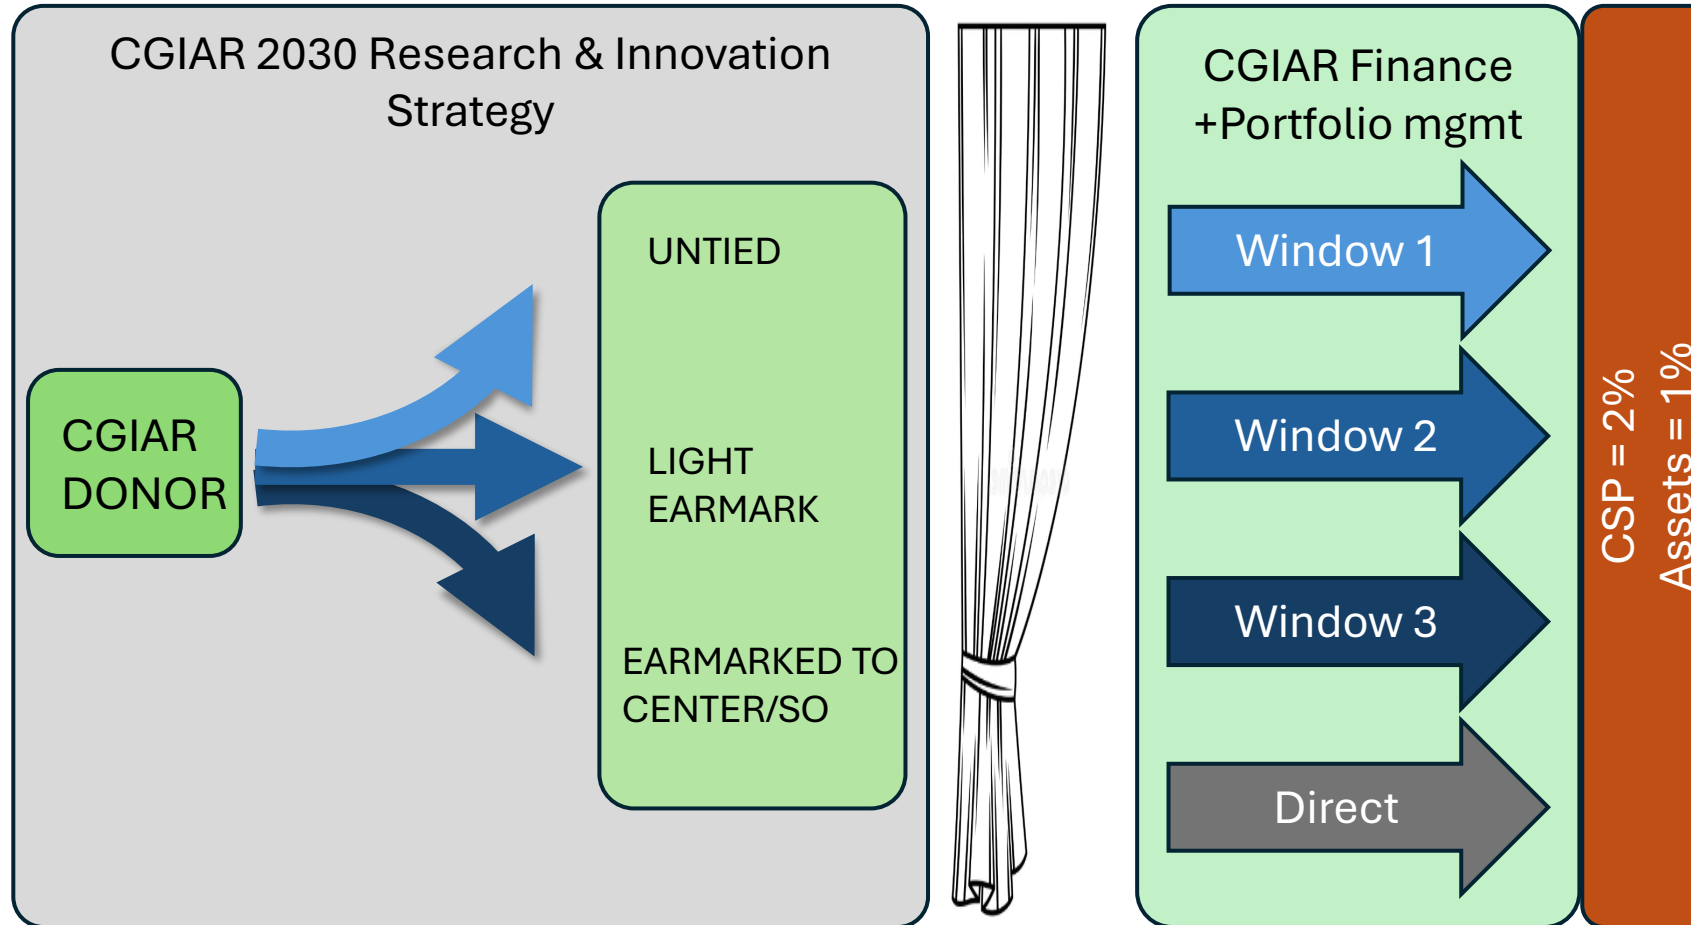 CGIAR 2030 Research & Innovation
Strategy
CGIAR
DONOR
UNTIED
LIGHT
EARMARK
EARMARKED TO
CENTER/SO
CGIAR Finance
+Portfolio mgmt
Window 1
Window 2
Window 3
Direct
CSP = 2%
Assets = 1%